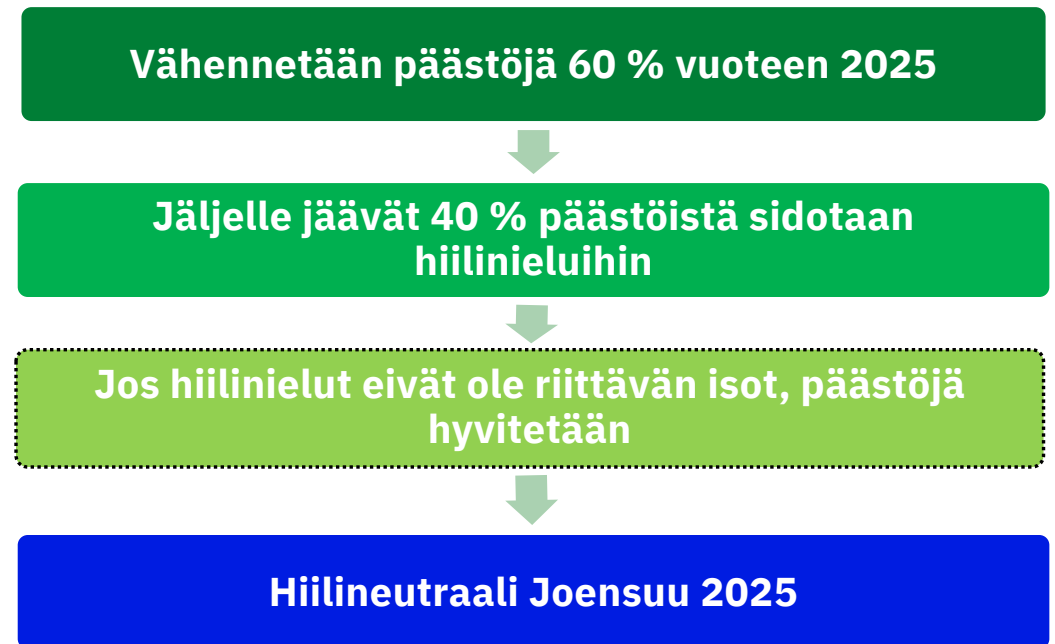 Vähennetään päästöjä 60 % vuoteen 2025
Jäljelle jäävät 40 % päästöistä sidotaan
hiilinieluihin
Jos hiilinielut eivät ole riittävän isot, päästöjä
hyvitetään
Hiilineutraali Joensuu 2025